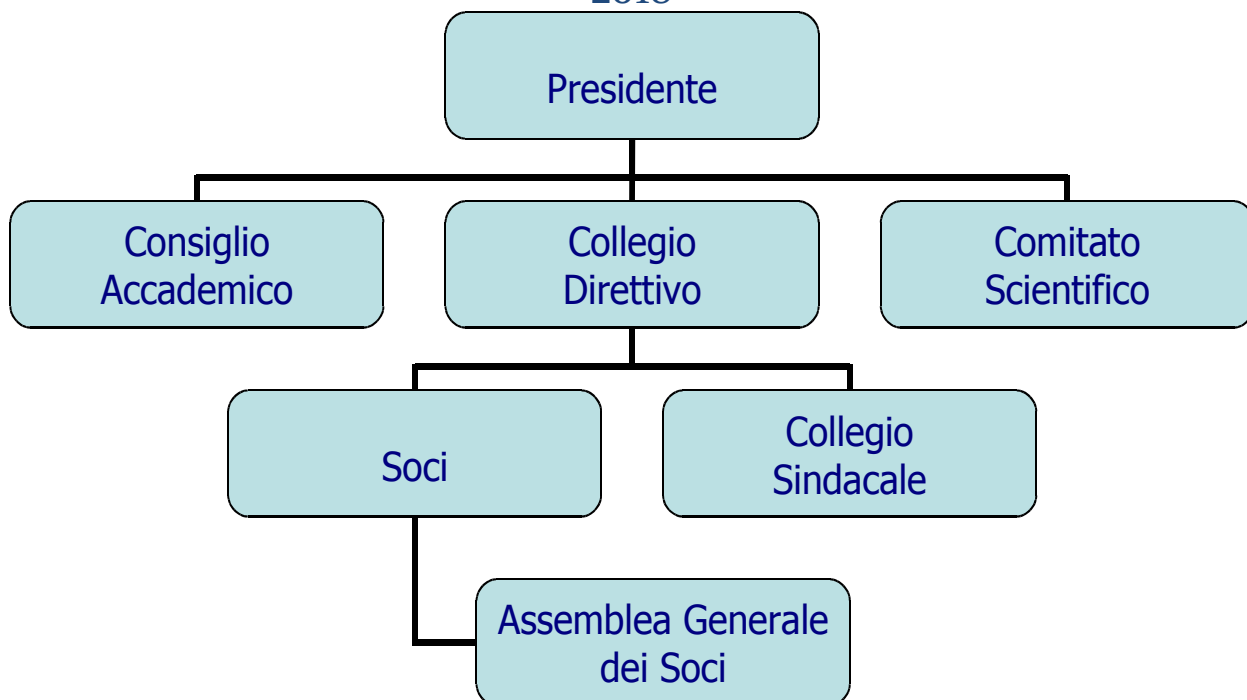 Presidente
Consiglio
Accademico
Collegio
Direttivo
Comitato
Scientifico
Soci
Collegio
Sindacale
Assemblea Generale
dei Soci